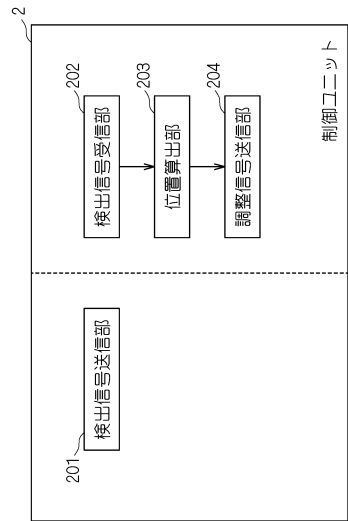 2
201
検出信号送信部
202
検出信号受信部
203
位置算出部
204
調整信号送信部
制御ユニット